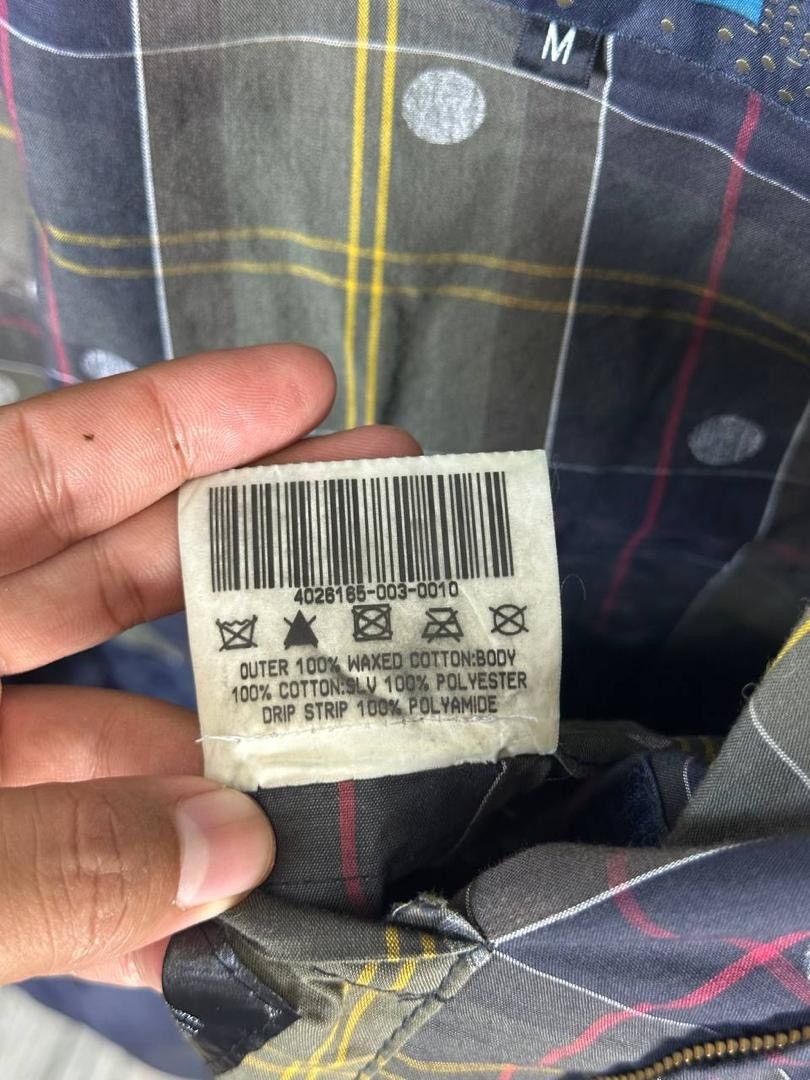 M
4026165-003-0010
OUTER 100% WAXED COTTON:BODY
100% COTTON:SLV 100% POLYESTER
DRIP STRIP 100% POLYAMIDE